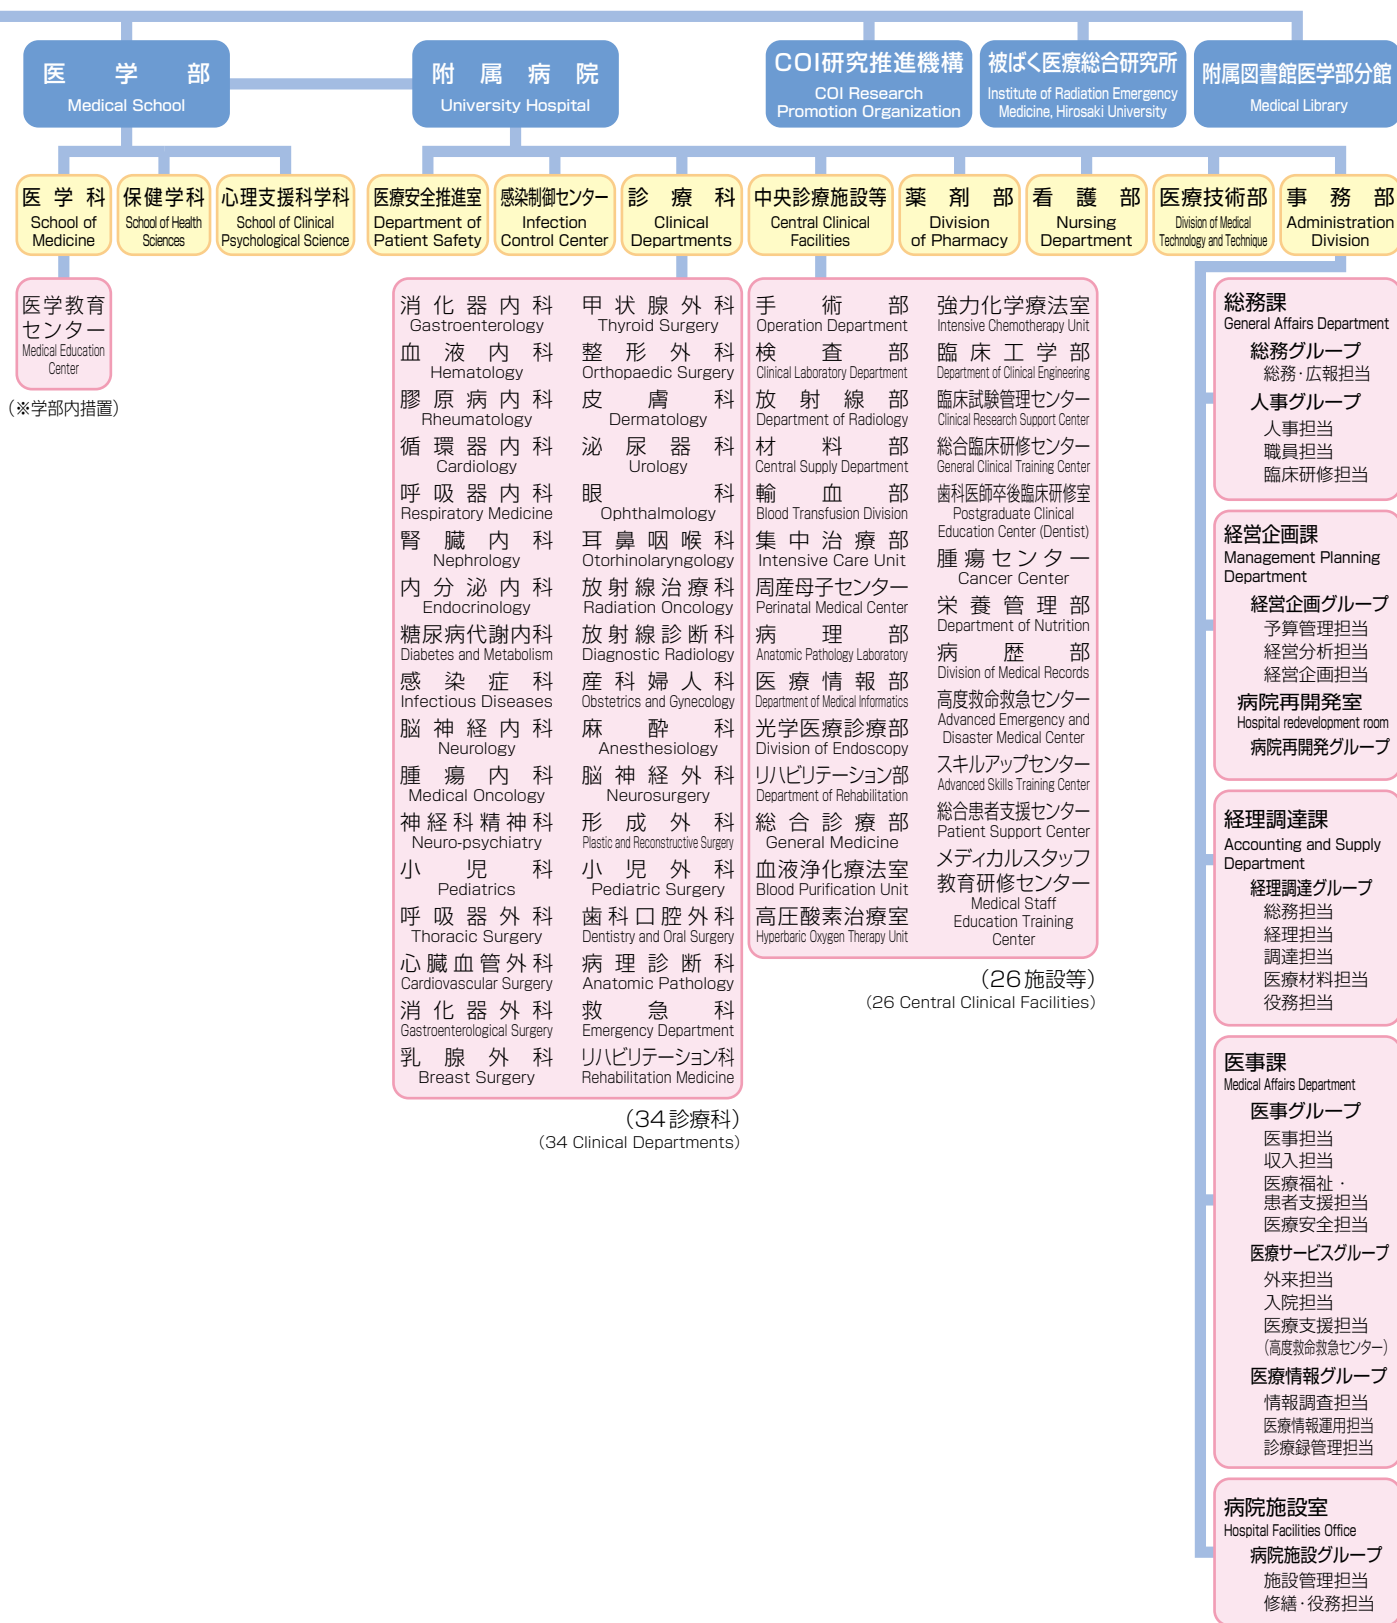 医学部
Medical School
附属病院
University Hospital
COI研究推進機構
COI Research
Promotion Organization
被ばく医療総合研究所
Institute of Radiation Emergency
Medicine, Hirosaki University
附属図書館医学部分館
Medical Library
医学科
School of
Medicine
保健学科
School of Health
Sciences
心理支援科学科
School of Clinical
Psychological Science
医療安全推進室
Department of
Patient Safety
感染制御センター
Infection
Control Center
診療科
Clinical
Departments
中央診療施設等
Central Clinical
Facilities
薬剤部
Division
of Pharmacy
看護部
Nursing
Department
医療技術部
Division of Medical
Technology and Technique
事務部
Administration
Division
医学教育
センター
Medical Education
Center
(※学部内措置)
消化器内科
Gastroenterology
血液内科
Hematology
膠原病内科
Rheumatology
循環器内科
Cardiology
呼吸器内科
Respiratory Medicine
腎臓内科
Nephrology
内分泌内科
Endocrinology
糖尿病代謝内科
Diabetes and Metabolism
感染症科
Infectious Diseases
脳神経内科
Neurology
腫瘍内科
Medical Oncology
神経科精神科
Neuro-psychiatry
小児科
Pediatrics
呼吸器外科
Thoracic Surgery
心臓血管外科
Cardiovascular Surgery
消化器外科
Gastroenterological Surgery
乳腺外科
Breast Surgery
甲状腺外科
Thyroid Surgery
整形外科
Orthopaedic Surgery
皮膚科
Dermatology
泌尿器科
Urology
眼科
Ophthalmology
耳鼻咽喉科
Otorhinolaryngology
放射線治療科
Radiation Oncology
放射線診断科
Diagnostic Radiology
産科婦人科
Obstetrics and Gynecology
麻酔科
Anesthesiology
脳神経外科
Neurosurgery
形成外科
Plastic and Reconstructive Surgery
小児外科
Pediatric Surgery
歯科口腔外科
Dentistry and Oral Surgery
病理診断科
Anatomic Pathology
救急科
Emergency Department
リハビリテーション科
Rehabilitation Medicine
(34診療科)
(34 Clinical Departments)
手術部
Operation Department
検査部
Clinical Laboratory Department
放射線部
Department of Radiology
材料部
Central Supply Department
輸血部
Blood Transfusion Division
集中治療部
Intensive Care Unit
周産母子センター
Perinatal Medical Center
病理部
Anatomic Pathology Laboratory
医療情報部
Department of Medical Informatics
光学医療診療部
Division of Endoscopy
リハビリテーション部
Department of Rehabilitation
総合診療部
General Medicine
血液浄化療法室
Blood Purification Unit
高圧酸素治療室
Hyperbaric Oxygen Therapy Unit
強力化学療法室
Intensive Chemotherapy Unit
臨床工学部
Department of Clinical Engineering
臨床試験管理センター
Clinical Research Support Center
総合臨床研修センター
General Clinical Training Center
歯科医師卒後臨床研修室
Postgraduate Clinical
Education Center (Dentist)
腫瘍センター
Cancer Center
栄養管理部
Department of Nutrition
病歴部
Division of Medical Records
高度救命救急センター
Advanced Emergency and
Disaster Medical Center
スキルアップセンター
Advanced Skills Training Center
総合患者支援センター
Patient Support Center
メディカルスタッフ
教育研修センター
Medical Staff
Education Training
Center
(26施設等)
(26 Central Clinical Facilities)
総務課
General Affairs Department
総務グループ
総務・広報担当
人事グループ
人事担当
職員担当
臨床研修担当
経営企画課
Management Planning
Department
経営企画グループ
予算管理担当
経営分析担当
経営企画担当
病院再開発室
Hospital redevelopment room
病院再開発グループ
経理調達課
Accounting and Supply
Department
経理調達グループ
総務担当
経理担当
調達担当
医療材料担当
役務担当
医事課
Medical Affairs Department
医事グループ
医事担当
収入担当
医療福祉・
患者支援担当
医療安全担当
医療サービスグループ
外来担当
入院担当
医療支援担当
(高度救命救急センター)
医療情報グループ
情報調査担当
医療情報運用担当
診療録管理担当
病院施設室
Hospital Facilities Office
病院施設グループ
施設管理担当
修繕・役務担当